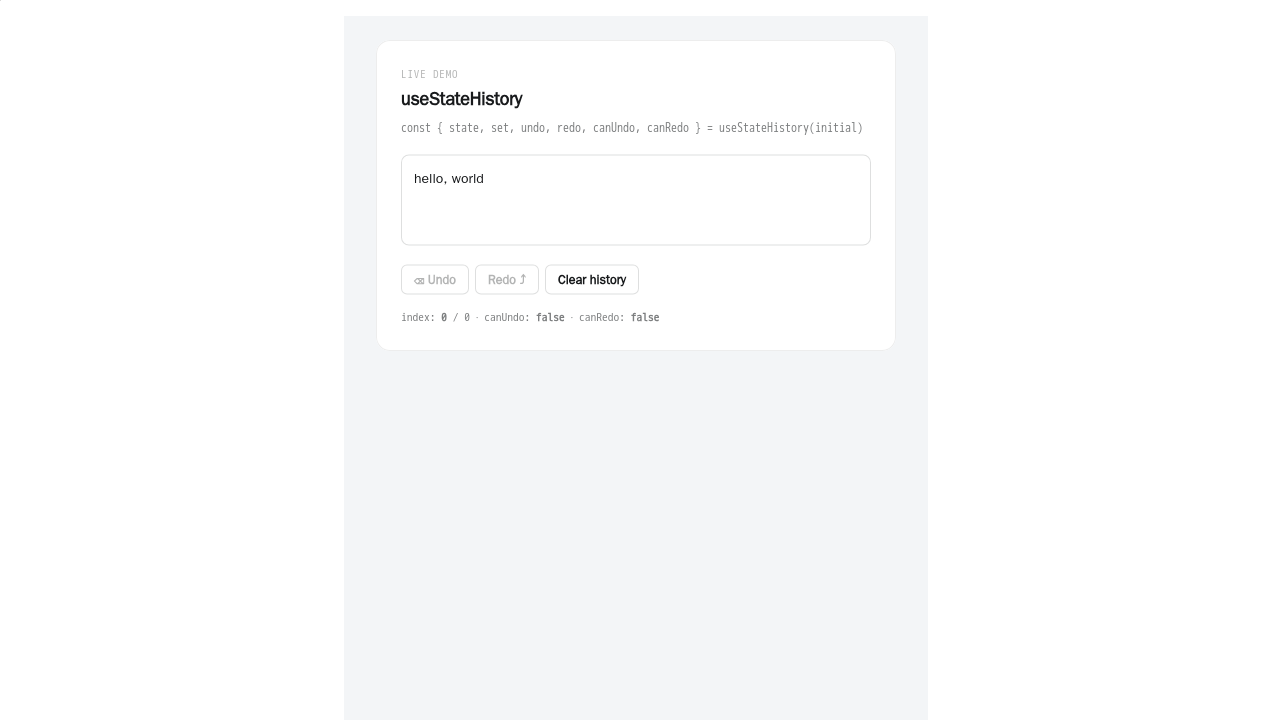 LIVE DEMO
useStateHistory
const { state, set, undo, redo, canUndo, canRedo } = useStateHistory(initial)
hello, world
⌫ Undo
Redo ⤴
Clear history
index: 0 / 0 · canUndo: false · canRedo: false